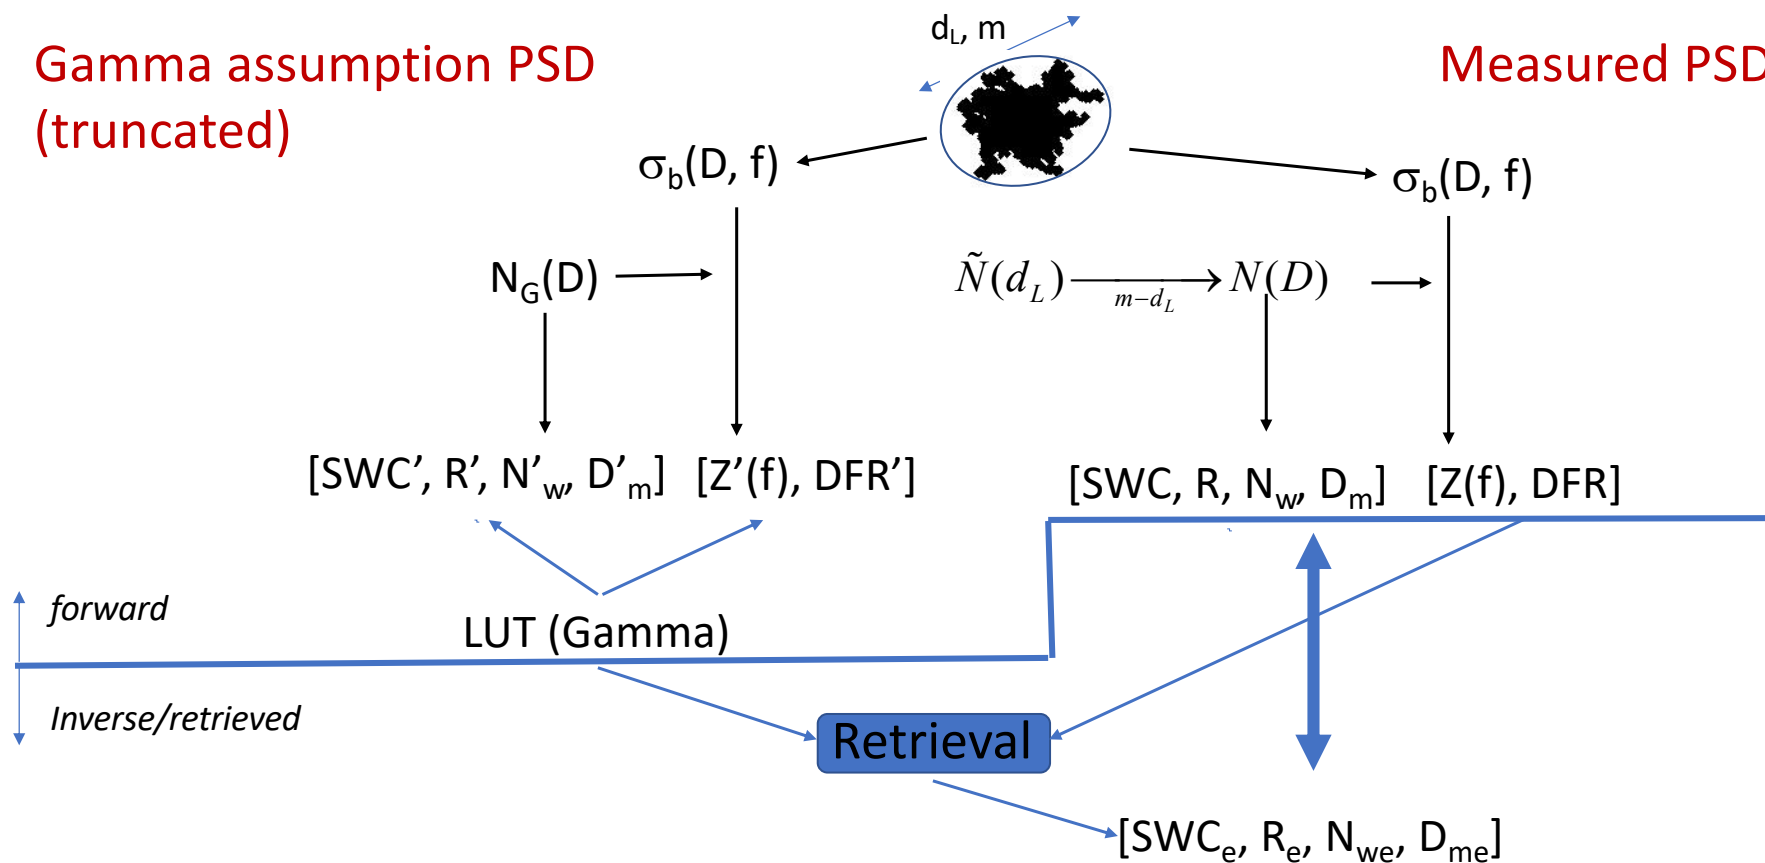 d_L, m
Gamma assumption PSD
(truncated)
Measured PSD
σ_b(D, f)
σ_b(D, f)
N_G(D)
Ñ(d_L) ⟶ N(D)
m−d_L
[SWC’, R’, N’_w, D’_m] [Z’(f), DFR’]
[SWC, R, N_w, D_m] [Z(f), DFR]
forward
LUT (Gamma)
Inverse/retrieved
Retrieval
[SWC_e, R_e, N_we, D_me]